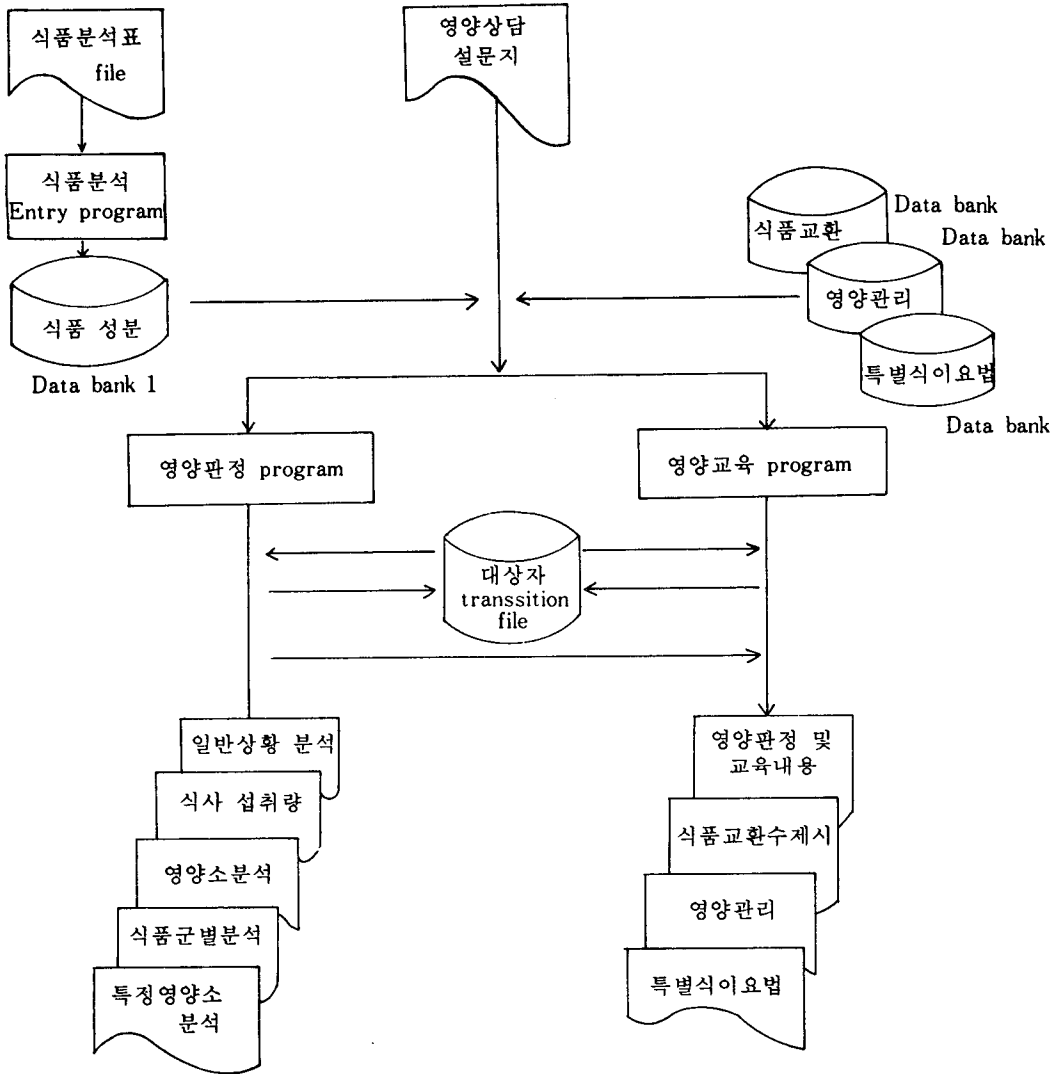 식품분석표
file
영양상담
설문지
식품분석
Entry program
식품 성분
Data bank 1
식품교환
Data bank
영양관리
Data bank
특별식이요법
Data bank
영양판정 program
영양교육 program
대상자
transsition
file
일반상황 분석
식사 섭취량
영양소분석
식품군별분석
특정영양소
분석
영양판정 및
교육내용
식품교환수제시
영양관리
특별식이요법